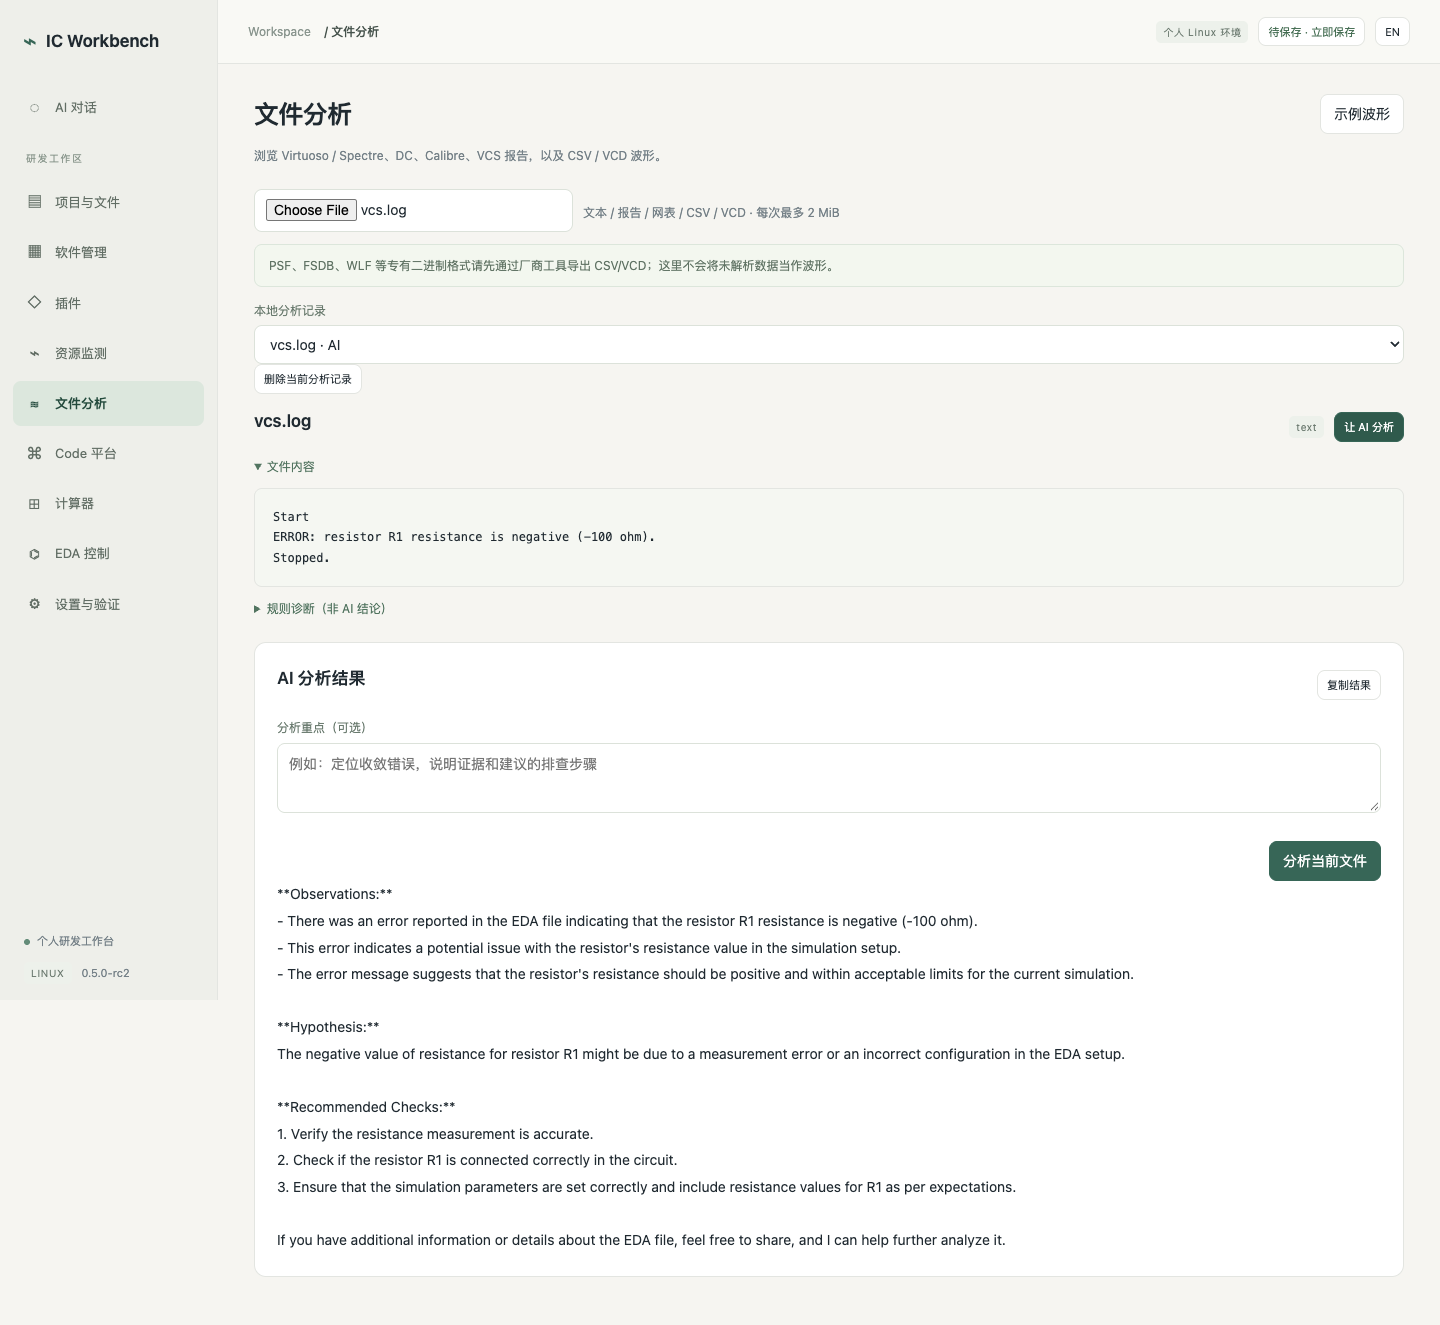 IC Workbench
AI 对话
研发工作区
项目与文件
软件管理
插件
资源监测
文件分析
Code 平台
计算器
EDA 控制
设置与验证
个人研发工作台
LINUX 0.5.0-rc2
Workspace / 文件分析
个人 Linux 环境
待保存 · 立即保存
EN
文件分析
示例波形
浏览 Virtuoso / Spectre、DC、Calibre、VCS 报告，以及 CSV / VCD 波形。
Choose File vcs.log
文本 / 报告 / 网表 / CSV / VCD · 每次最多 2 MiB
PSF、FSDB、WLF 等专有二进制格式请先通过厂商工具导出 CSV/VCD；这里不会将未解析数据当作波形。
本地分析记录
vcs.log · AI
删除当前分析记录
vcs.log
text
让 AI 分析
文件内容
Start
ERROR: resistor R1 resistance is negative (-100 ohm).
Stopped.
规则诊断（非 AI 结论）
AI 分析结果
复制结果
分析重点（可选）
例如：定位收敛错误，说明证据和建议的排查步骤
分析当前文件
**Observations:**
- There was an error reported in the EDA file indicating that the resistor R1 resistance is negative (-100 ohm).
- This error indicates a potential issue with the resistor's resistance value in the simulation setup.
- The error message suggests that the resistor's resistance should be positive and within acceptable limits for the current simulation.
**Hypothesis:**
The negative value of resistance for resistor R1 might be due to a measurement error or an incorrect configuration in the EDA setup.
**Recommended Checks:**
1. Verify the resistance measurement is accurate.
2. Check if the resistor R1 is connected correctly in the circuit.
3. Ensure that the simulation parameters are set correctly and include resistance values for R1 as per expectations.
If you have additional information or details about the EDA file, feel free to share, and I can help further analyze it.